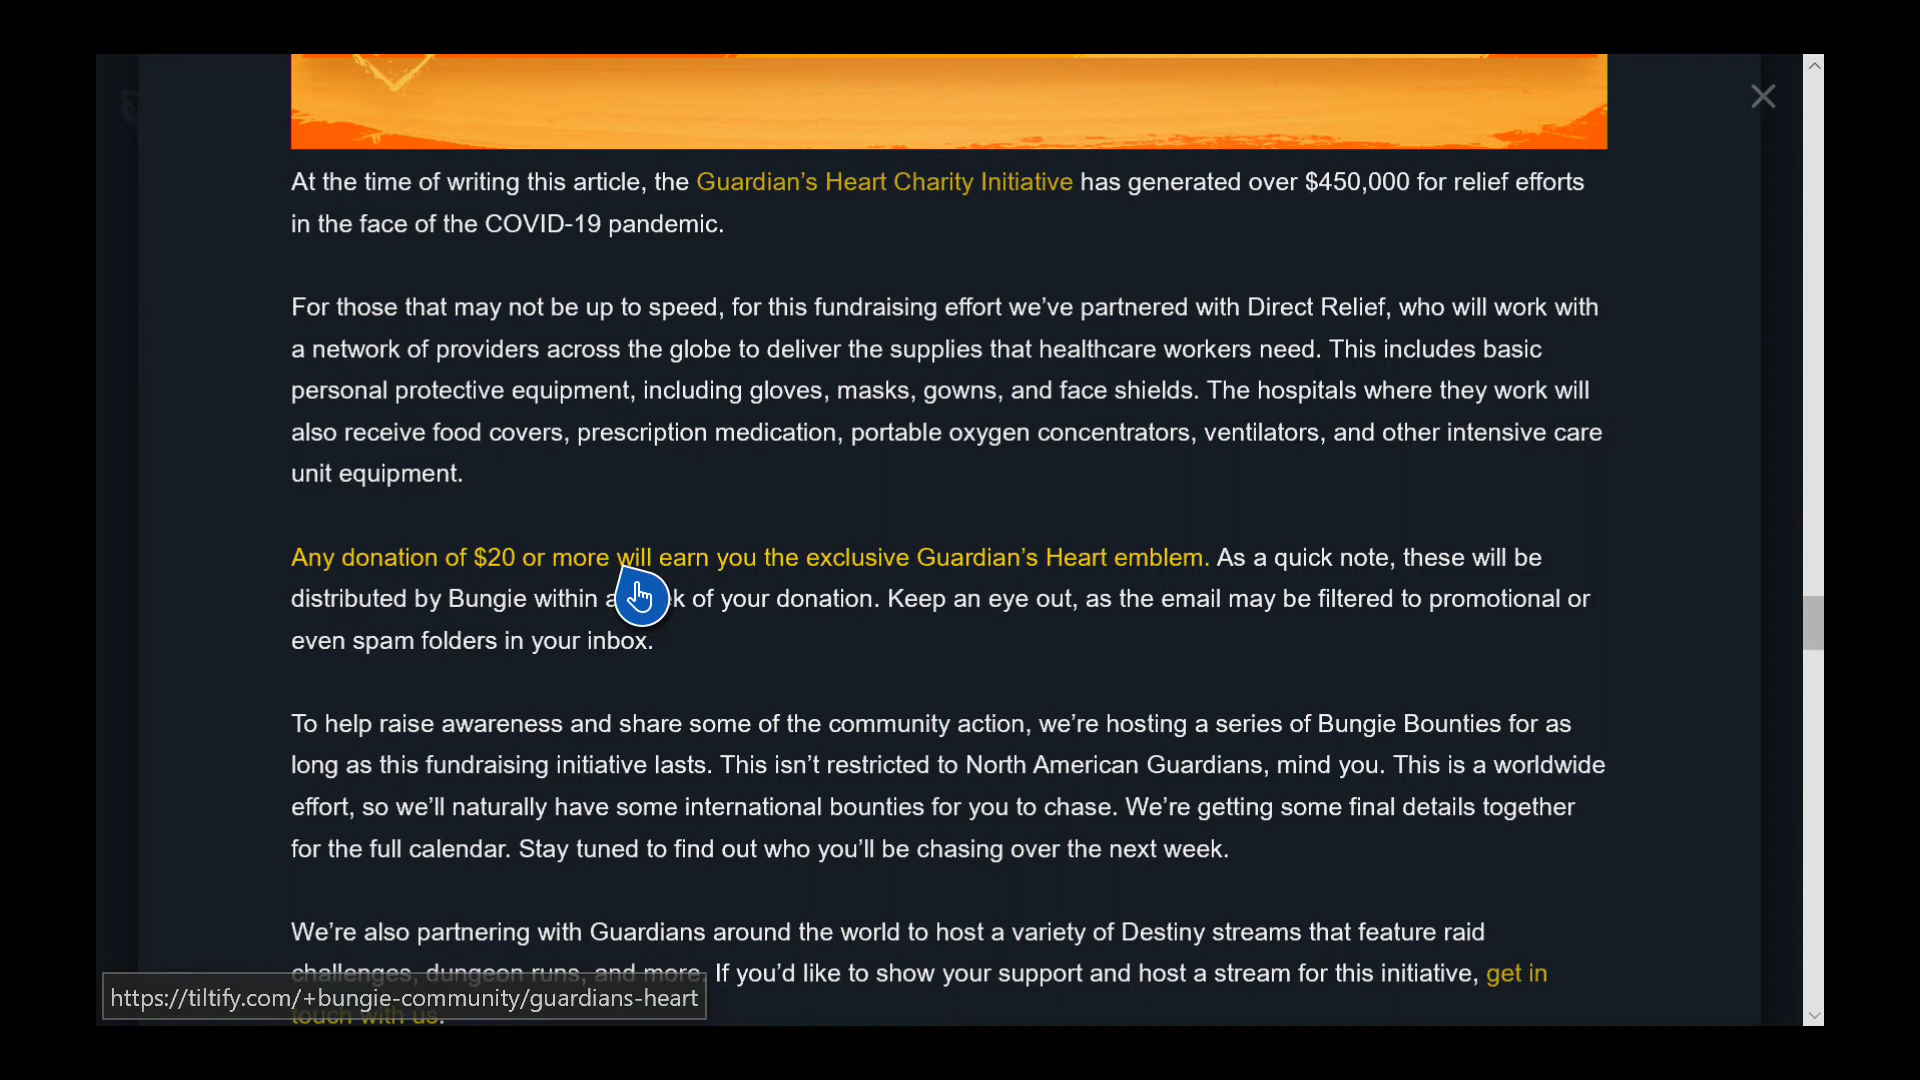 At the time of writing this article, the Guardian’s Heart Charity Initiative has generated over $450,000 for relief efforts
in the face of the COVID-19 pandemic.
For those that may not be up to speed, for this fundraising effort we’ve partnered with Direct Relief, who will work with
a network of providers across the globe to deliver the supplies that healthcare workers need. This includes basic
personal protective equipment, including gloves, masks, gowns, and face shields. The hospitals where they work will
also receive food covers, prescription medication, portable oxygen concentrators, ventilators, and other intensive care
unit equipment.
Any donation of $20 or more will earn you the exclusive Guardian’s Heart emblem. As a quick note, these will be
distributed by Bungie within a k of your donation. Keep an eye out, as the email may be filtered to promotional or
even spam folders in your inbox.
To help raise awareness and share some of the community action, we’re hosting a series of Bungie Bounties for as
long as this fundraising initiative lasts. This isn’t restricted to North American Guardians, mind you. This is a worldwide
effort, so we’ll naturally have some international bounties for you to chase. We’re getting some final details together
for the full calendar. Stay tuned to find out who you’ll be chasing over the next week.
We’re also partnering with Guardians around the world to host a variety of Destiny streams that feature raid
challenges, dungeon runs, and more. If you’d like to show your support and host a stream for this initiative, get in
https://tiltify.com/+bungie-community/guardians-heart
touch with us.